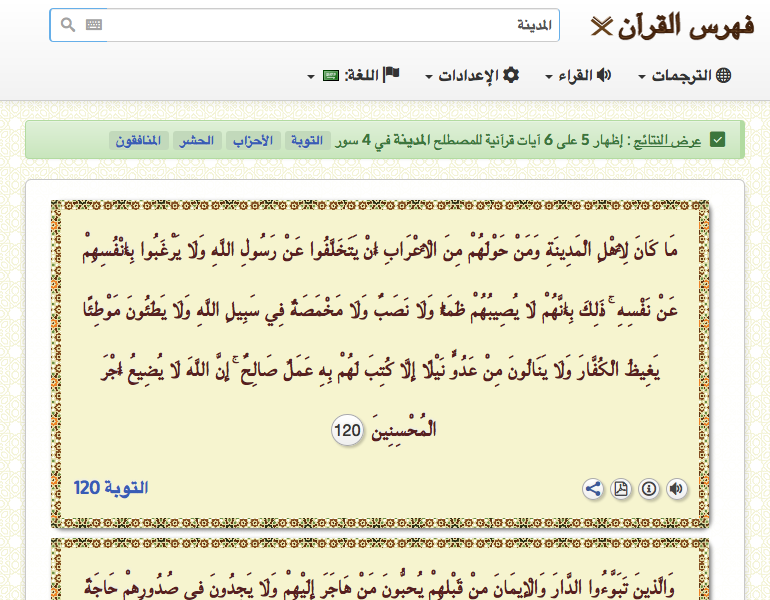 فهرس القرآن
المدينة
الترجمات
القراء
الإعدادات
اللغة:
عرض النتائج : إظهار 5 على 6 آيات قرآنية للمصطلح المدينة في 4 سور التوبة الأحزاب الحشر المنافقون
مَا كَانَ لِأَهْلِ الْمَدِينَةِ وَمَنْ حَوْلَهُمْ مِنَ الْأَعْرَابِ أَنْ يَتَخَلَّفُوا عَنْ رَسُولِ اللَّهِ وَلَا يَرْغَبُوا بِأَنْفُسِهِمْ
عَنْ نَفْسِهِ ۚ ذَلِكَ بِأَنَّهُمْ لَا يُصِيبُهُمْ ظَمَأٌ وَلَا نَصَبٌ وَلَا مَخْمَصَةٌ فِي سَبِيلِ اللَّهِ وَلَا يَطَئُونَ مَوْطِئًا
يَغِيظُ الْكُفَّارَ وَلَا يَنَالُونَ مِنْ عَدُوٍّ نَيْلًا إِلَّا كُتِبَ لَهُمْ بِهِ عَمَلٌ صَالِحٌ ۚ إِنَّ اللَّهَ لَا يُضِيعُ أَجْرَ
الْمُحْسِنِينَ 120
التوبة 120
وَالَّذِينَ تَبَوَّءُوا الدَّارَ وَالْإِيمَانَ مِنْ قَبْلِهِمْ يُحِبُّونَ مَنْ هَاجَرَ إِلَيْهِمْ وَلَا يَجِدُونَ فِي صُدُورِهِمْ حَاجَةً